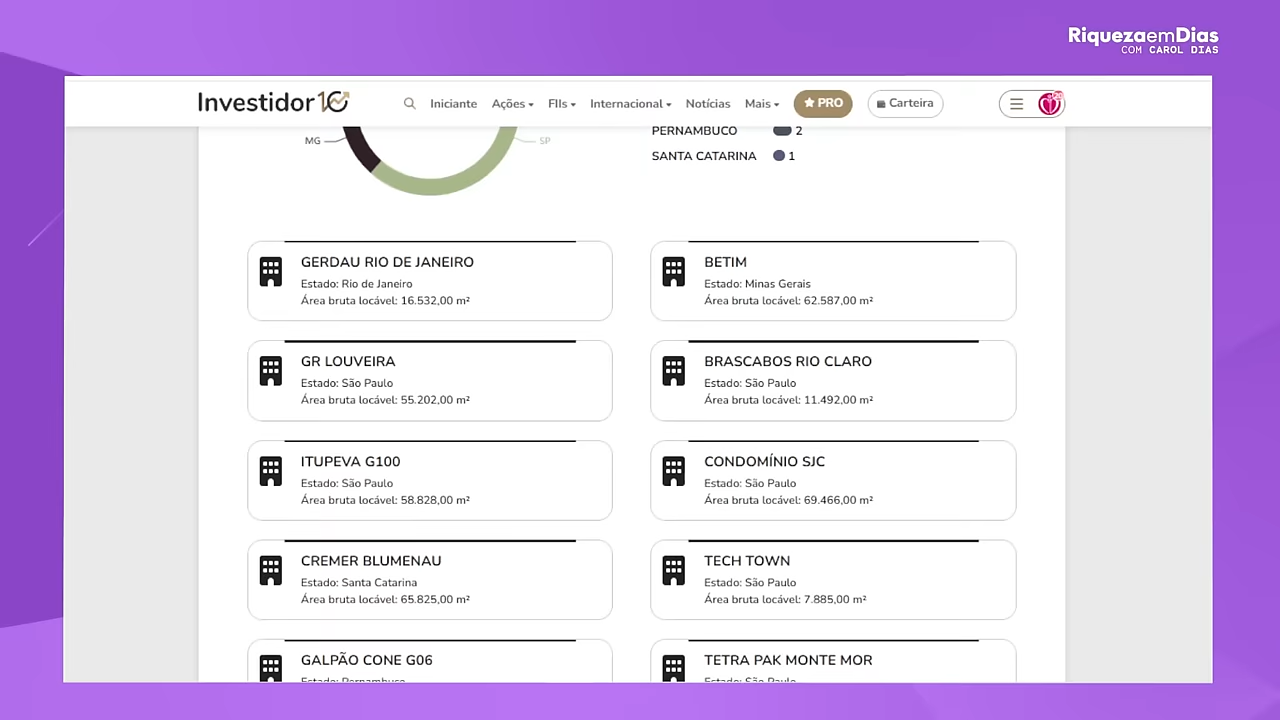 RiquezaemDias
COM CAROL DIAS
Investidor10
Iniciante
Ações
FIIs
Internacional
Notícias
Mais
PRO
Carteira
MG
SP
PERNAMBUCO 2
SANTA CATARINA 1
GERDAU RIO DE JANEIRO
Estado: Rio de Janeiro
Área bruta locável: 16.532,00 m²
BETIM
Estado: Minas Gerais
Área bruta locável: 62.587,00 m²
GR LOUVEIRA
Estado: São Paulo
Área bruta locável: 55.202,00 m²
BRASCABOS RIO CLARO
Estado: São Paulo
Área bruta locável: 11.492,00 m²
ITUPEVA G100
Estado: São Paulo
Área bruta locável: 58.828,00 m²
CONDOMÍNIO SJC
Estado: São Paulo
Área bruta locável: 69.466,00 m²
CREMER BLUMENAU
Estado: Santa Catarina
Área bruta locável: 65.825,00 m²
TECH TOWN
Estado: São Paulo
Área bruta locável: 7.885,00 m²
GALPÃO CONE G06
Estado: Pernambuco
TETRA PAK MONTE MOR
Estado: São Paulo